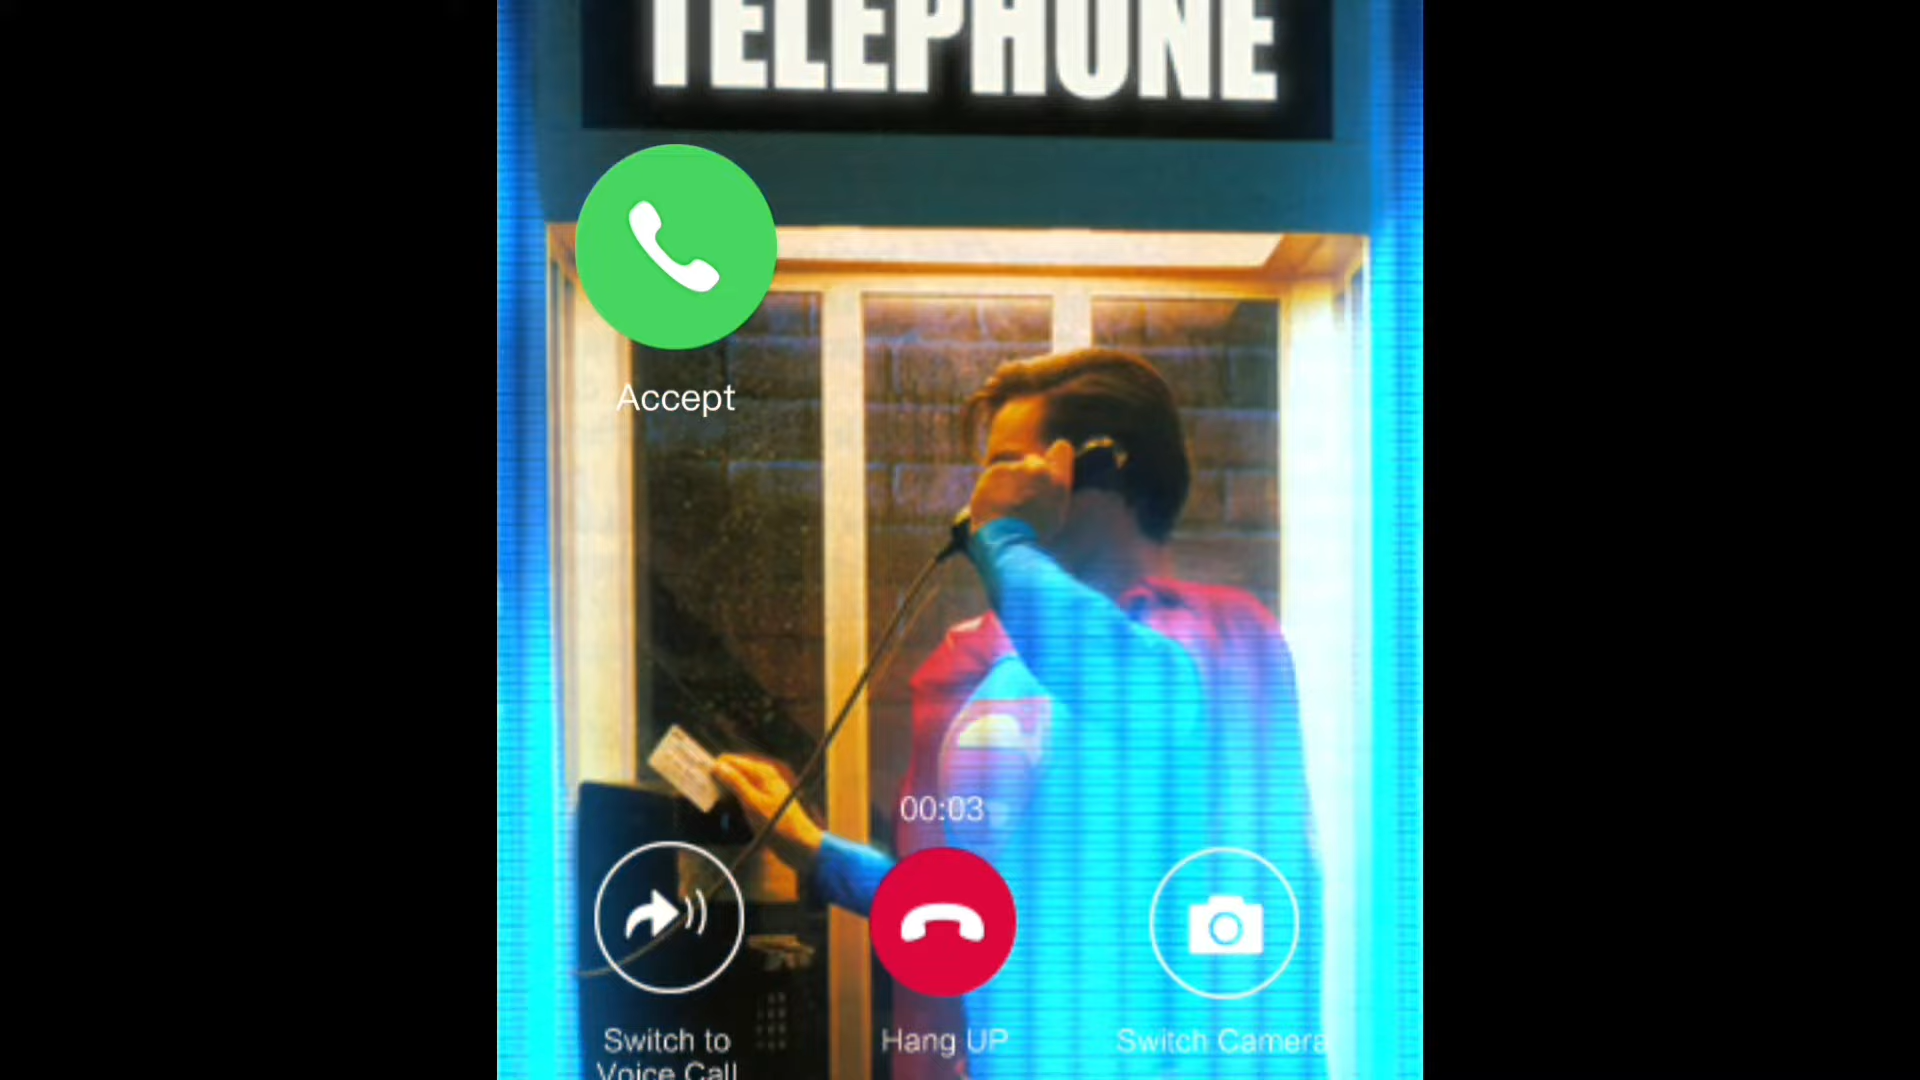 TELEPHONE
Accept
00:03
Switch to
Voice Call
Hang UP
Switch Camera